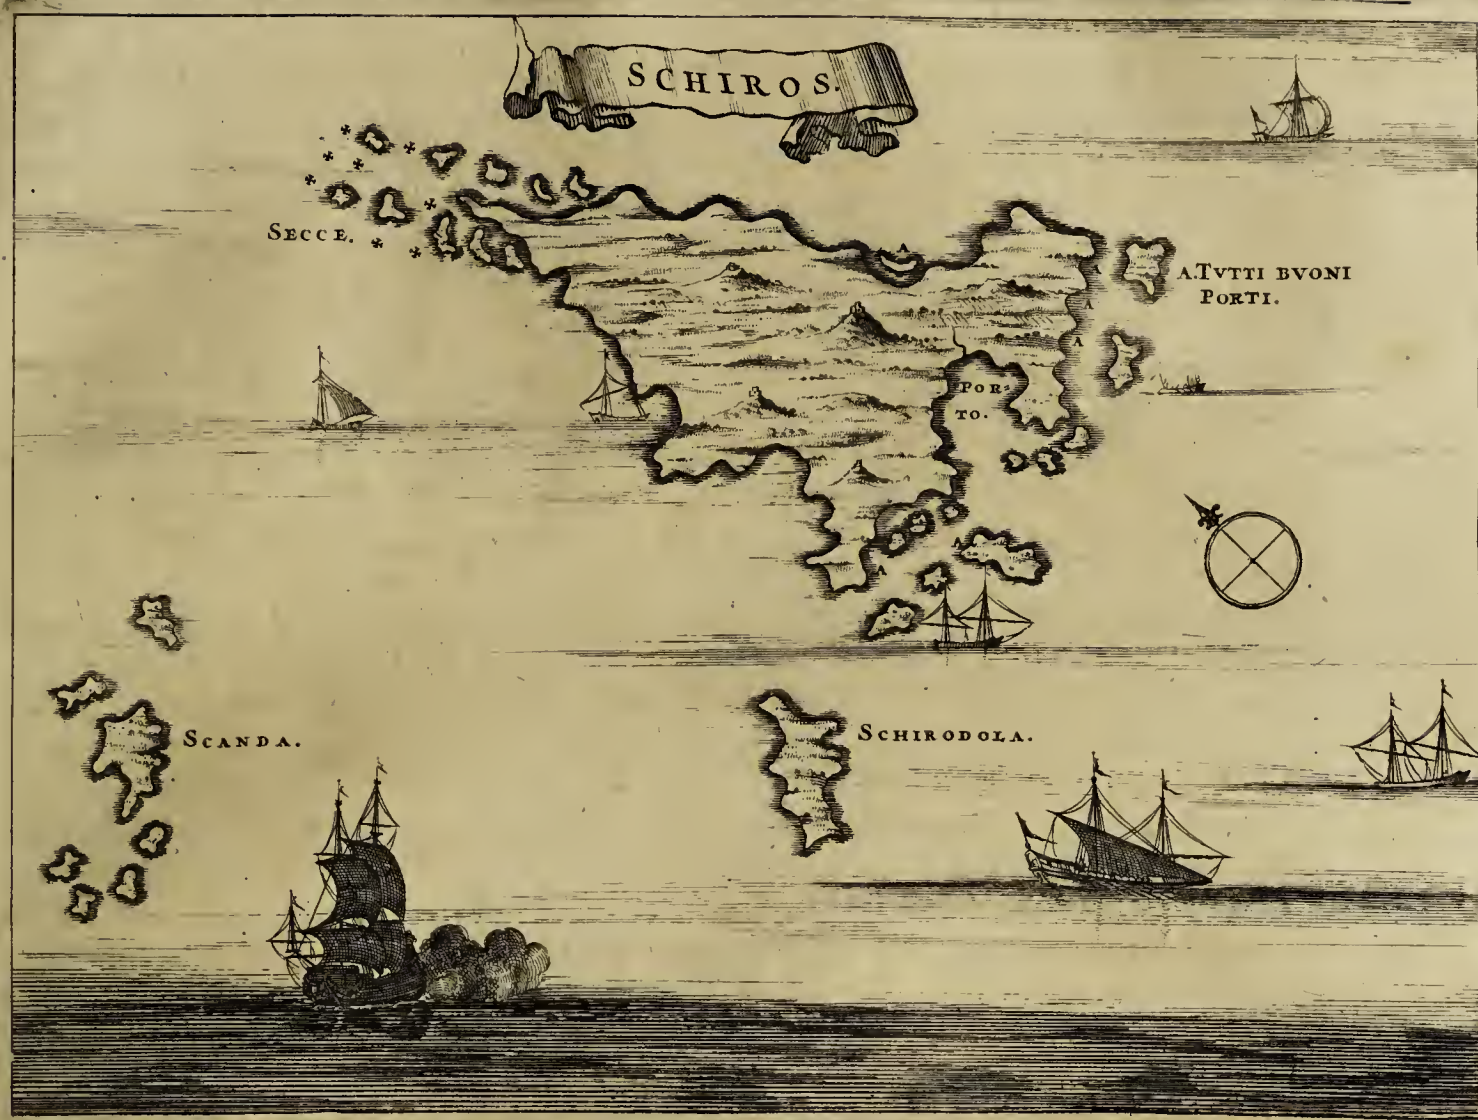 SCHIROS.
SECCE.
A
A. TVTTI BVONI
PORTI.
A
A
A
POR-
TO.
A
A
SCANDA.
SCHIRODOLA.